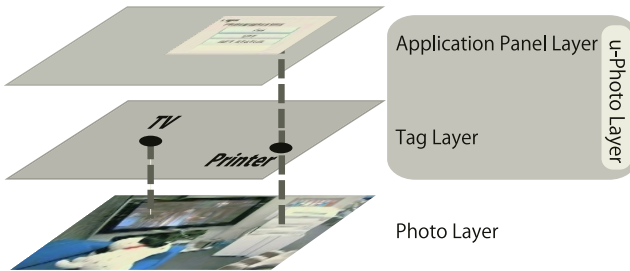 Application Panel Layer
u-Photo Layer
TV
Tag Layer
Printer
Photo Layer